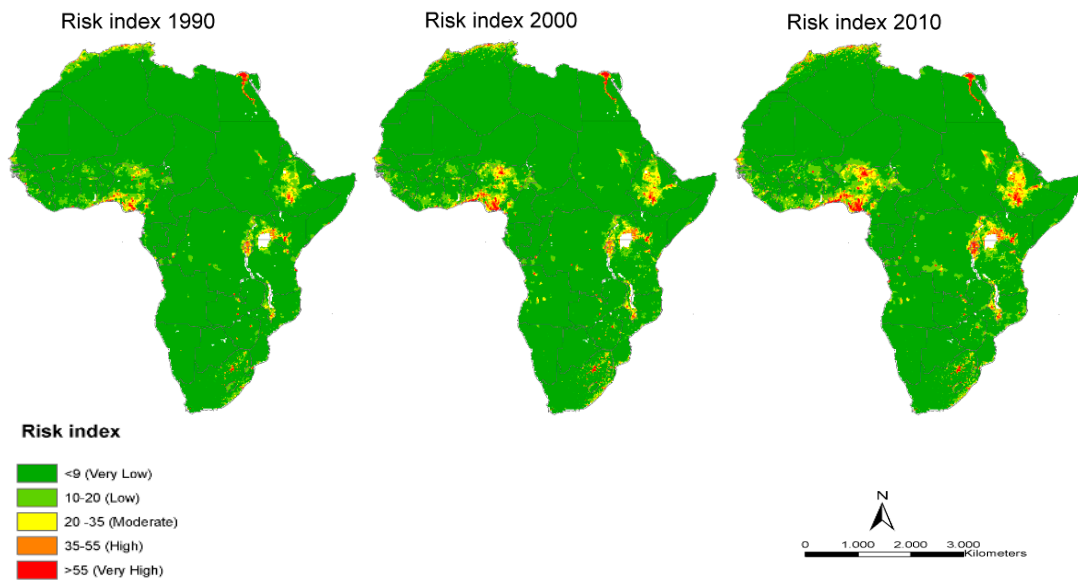 Risk index 1990
Risk index 2000
Risk index 2010
Risk index
<9 (Very Low)
10-20 (Low)
20 -35 (Moderate)
35-55 (High)
>55 (Very High)
N
0 1.000 2.000 3.000
Kilometers